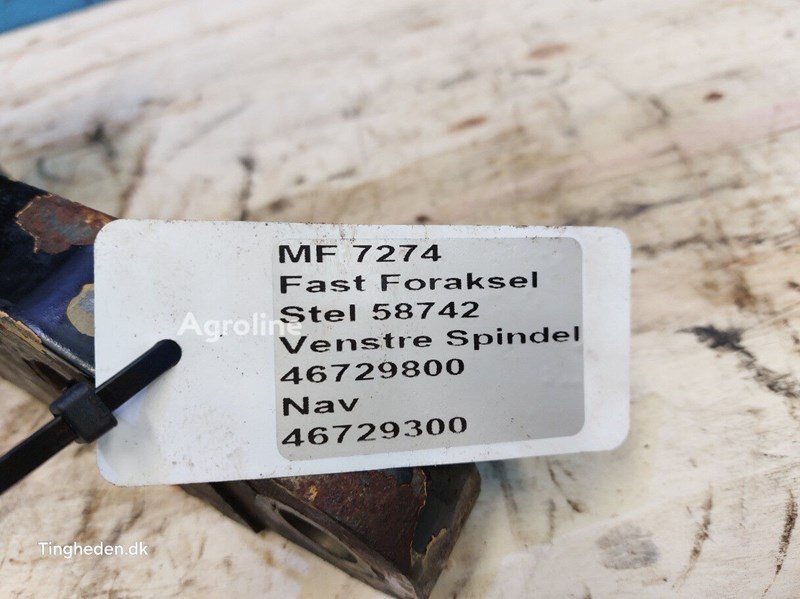 MF 7274
Fast Foraksel
Stel 58742
Agroline
Venstre Spindel
46729800
Nav
46729300
Tingheden.dk